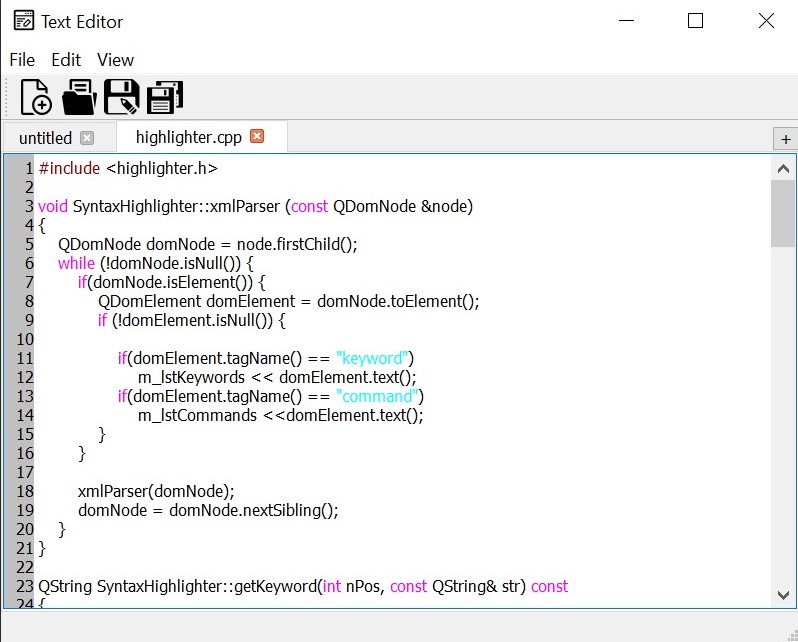 Text Editor
File Edit View
untitled highlighter.cpp +
1 #include <highlighter.h>
2
3 void SyntaxHighlighter::xmlParser (const QDomNode &node)
4 {
5     QDomNode domNode = node.firstChild();
6     while (!domNode.isNull()) {
7         if(domNode.isElement()) {
8             QDomElement domElement = domNode.toElement();
9             if (!domElement.isNull()) {
10
11                 if(domElement.tagName() == "keyword")
12                     m_lstKeywords << domElement.text();
13                 if(domElement.tagName() == "command")
14                     m_lstCommands <<domElement.text();
15             }
16         }
17
18         xmlParser(domNode);
19         domNode = domNode.nextSibling();
20     }
21 }
22
23 QString SyntaxHighlighter::getKeyword(int nPos, const QString& str) const
24 {